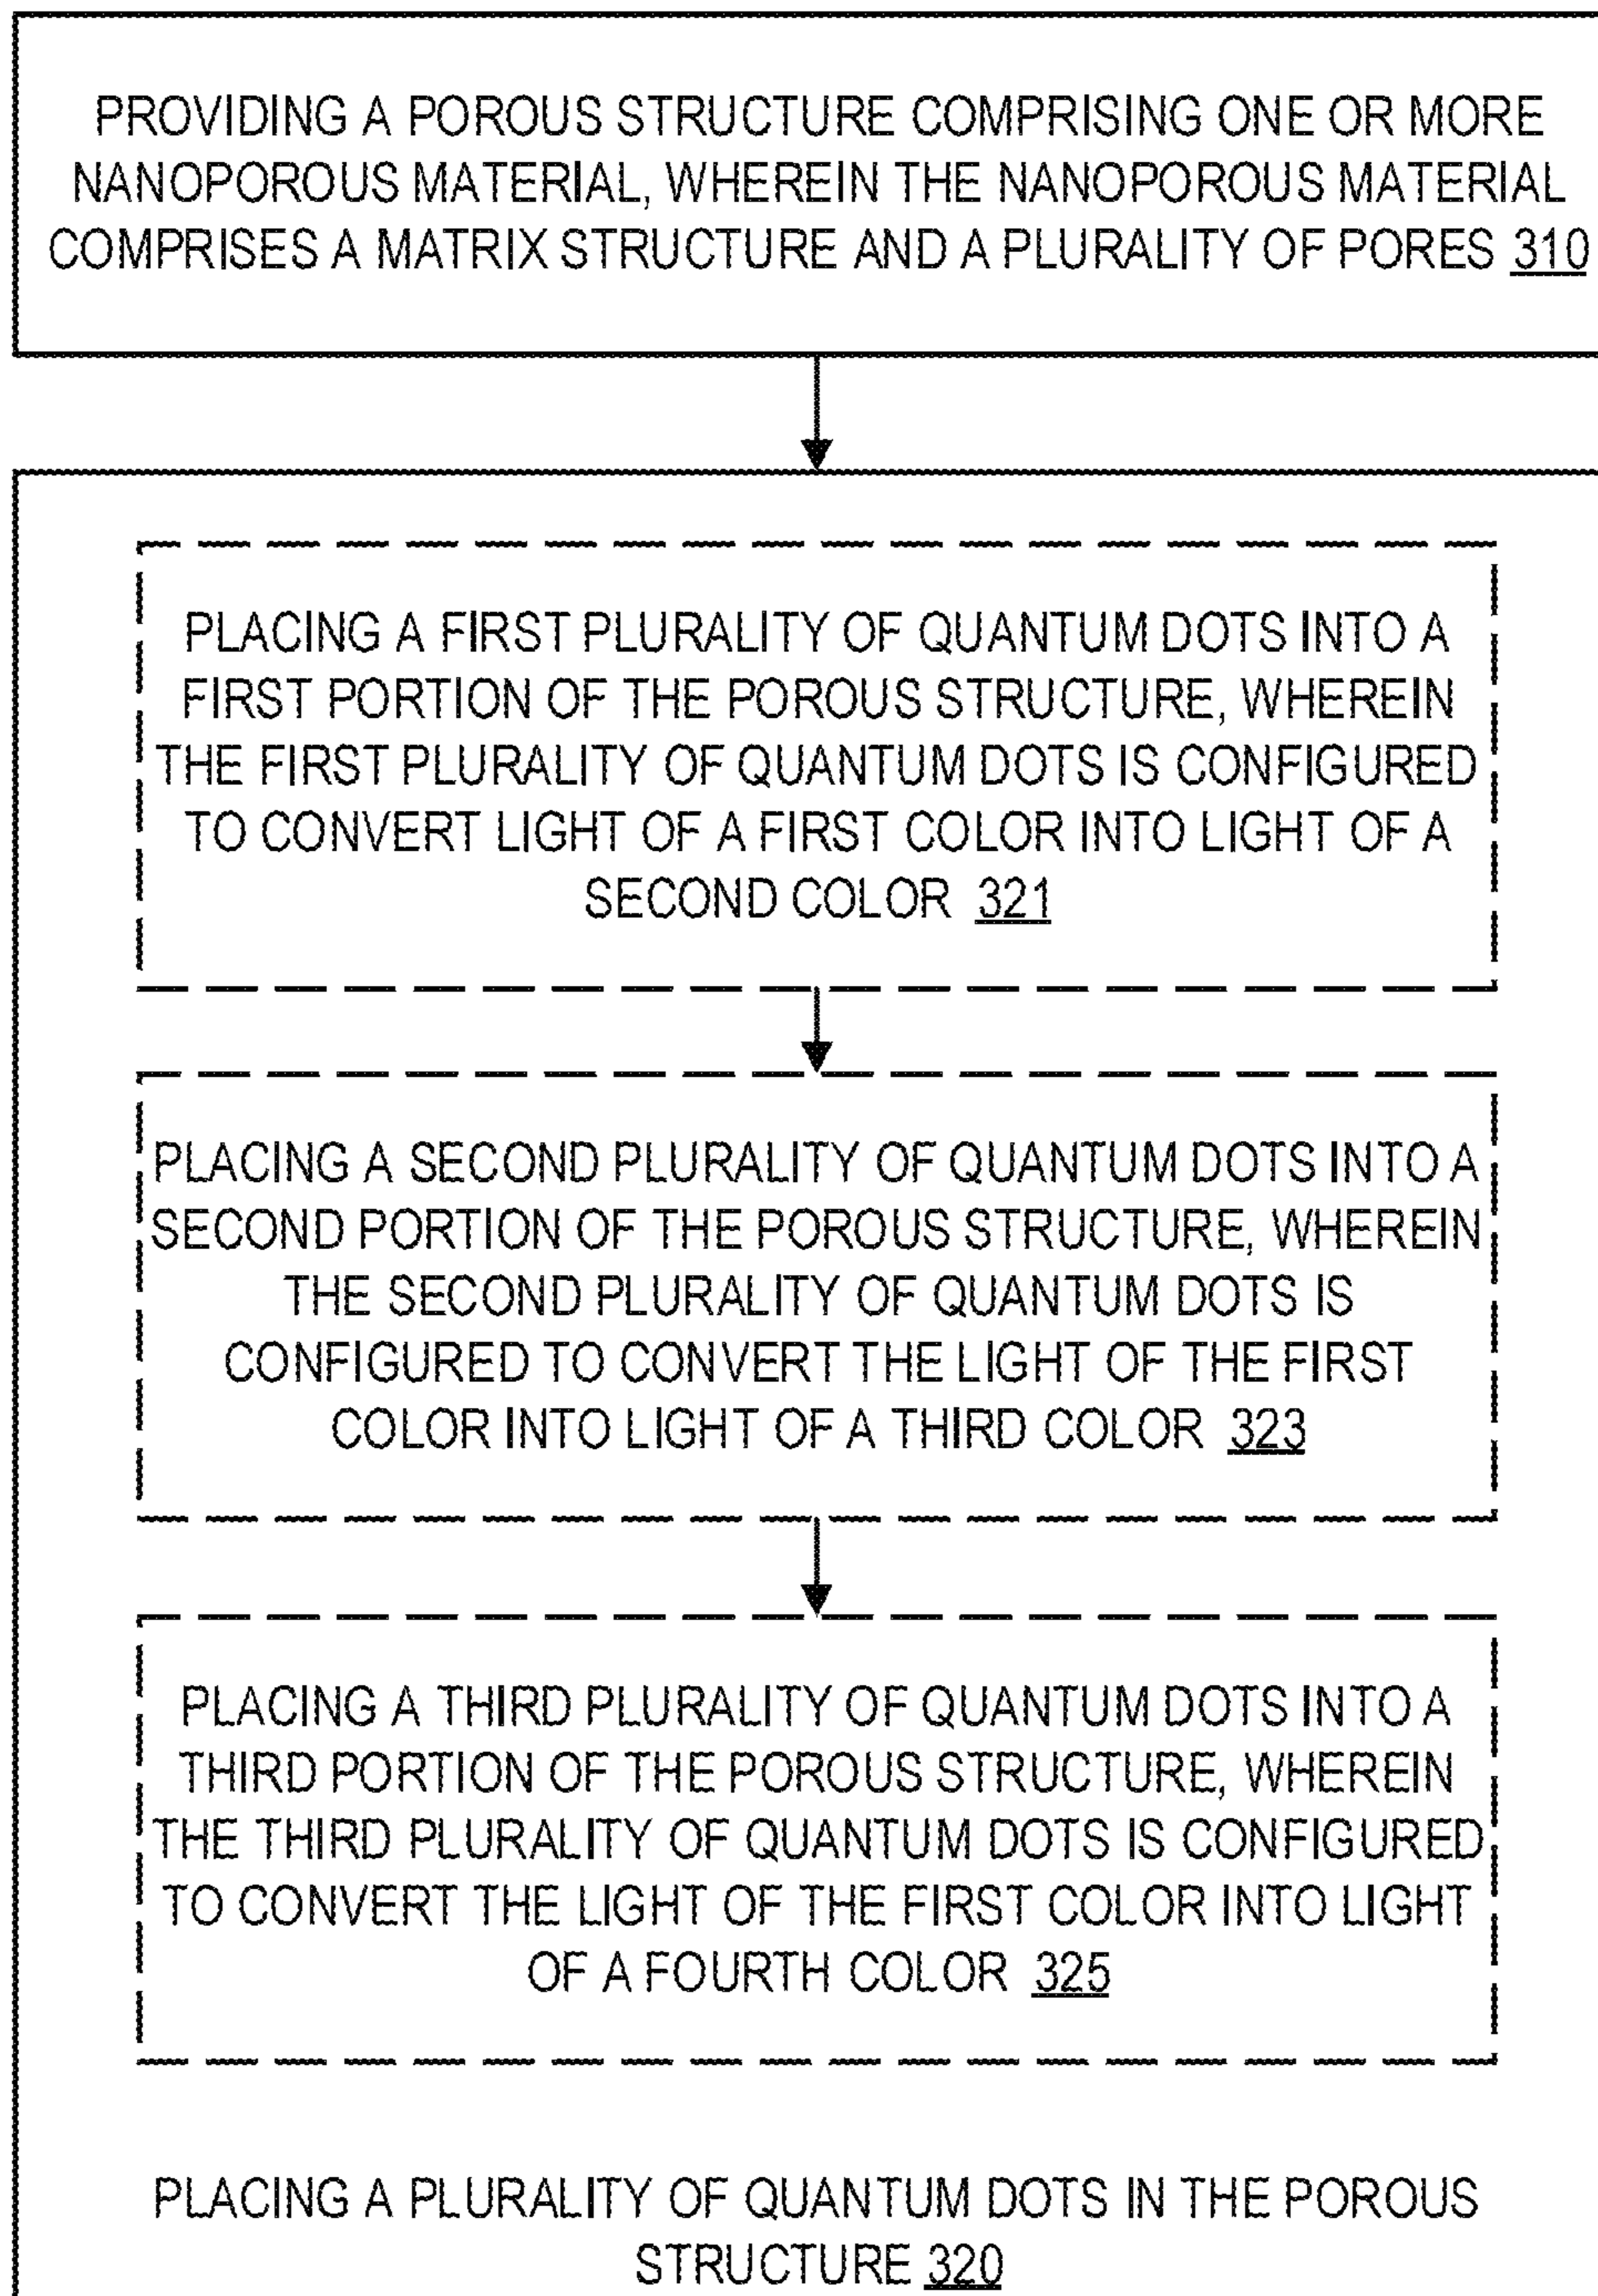 PROVIDING A POROUS STRUCTURE COMPRISING ONE OR MORE
NANOPOROUS MATERIAL, WHEREIN THE NANOPOROUS MATERIAL
COMPRISES A MATRIX STRUCTURE AND A PLURALITY OF PORES 310
PLACING A FIRST PLURALITY OF QUANTUM DOTS INTO A
FIRST PORTION OF THE POROUS STRUCTURE, WHEREIN
THE FIRST PLURALITY OF QUANTUM DOTS IS CONFIGURED
TO CONVERT LIGHT OF A FIRST COLOR INTO LIGHT OF A
SECOND COLOR 321
PLACING A SECOND PLURALITY OF QUANTUM DOTS INTO A
SECOND PORTION OF THE POROUS STRUCTURE, WHEREIN
THE SECOND PLURALITY OF QUANTUM DOTS IS
CONFIGURED TO CONVERT THE LIGHT OF THE FIRST
COLOR INTO LIGHT OF A THIRD COLOR 323
PLACING A THIRD PLURALITY OF QUANTUM DOTS INTO A
THIRD PORTION OF THE POROUS STRUCTURE, WHEREIN
THE THIRD PLURALITY OF QUANTUM DOTS IS CONFIGURED
TO CONVERT THE LIGHT OF THE FIRST COLOR INTO LIGHT
OF A FOURTH COLOR 325
PLACING A PLURALITY OF QUANTUM DOTS IN THE POROUS
STRUCTURE 320